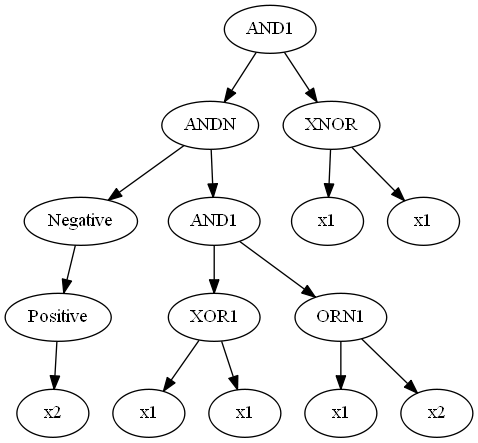 AND1
ANDN
XNOR
Negative
AND1
x1
x1
Positive
XOR1
ORN1
x2
x1
x1
x1
x2